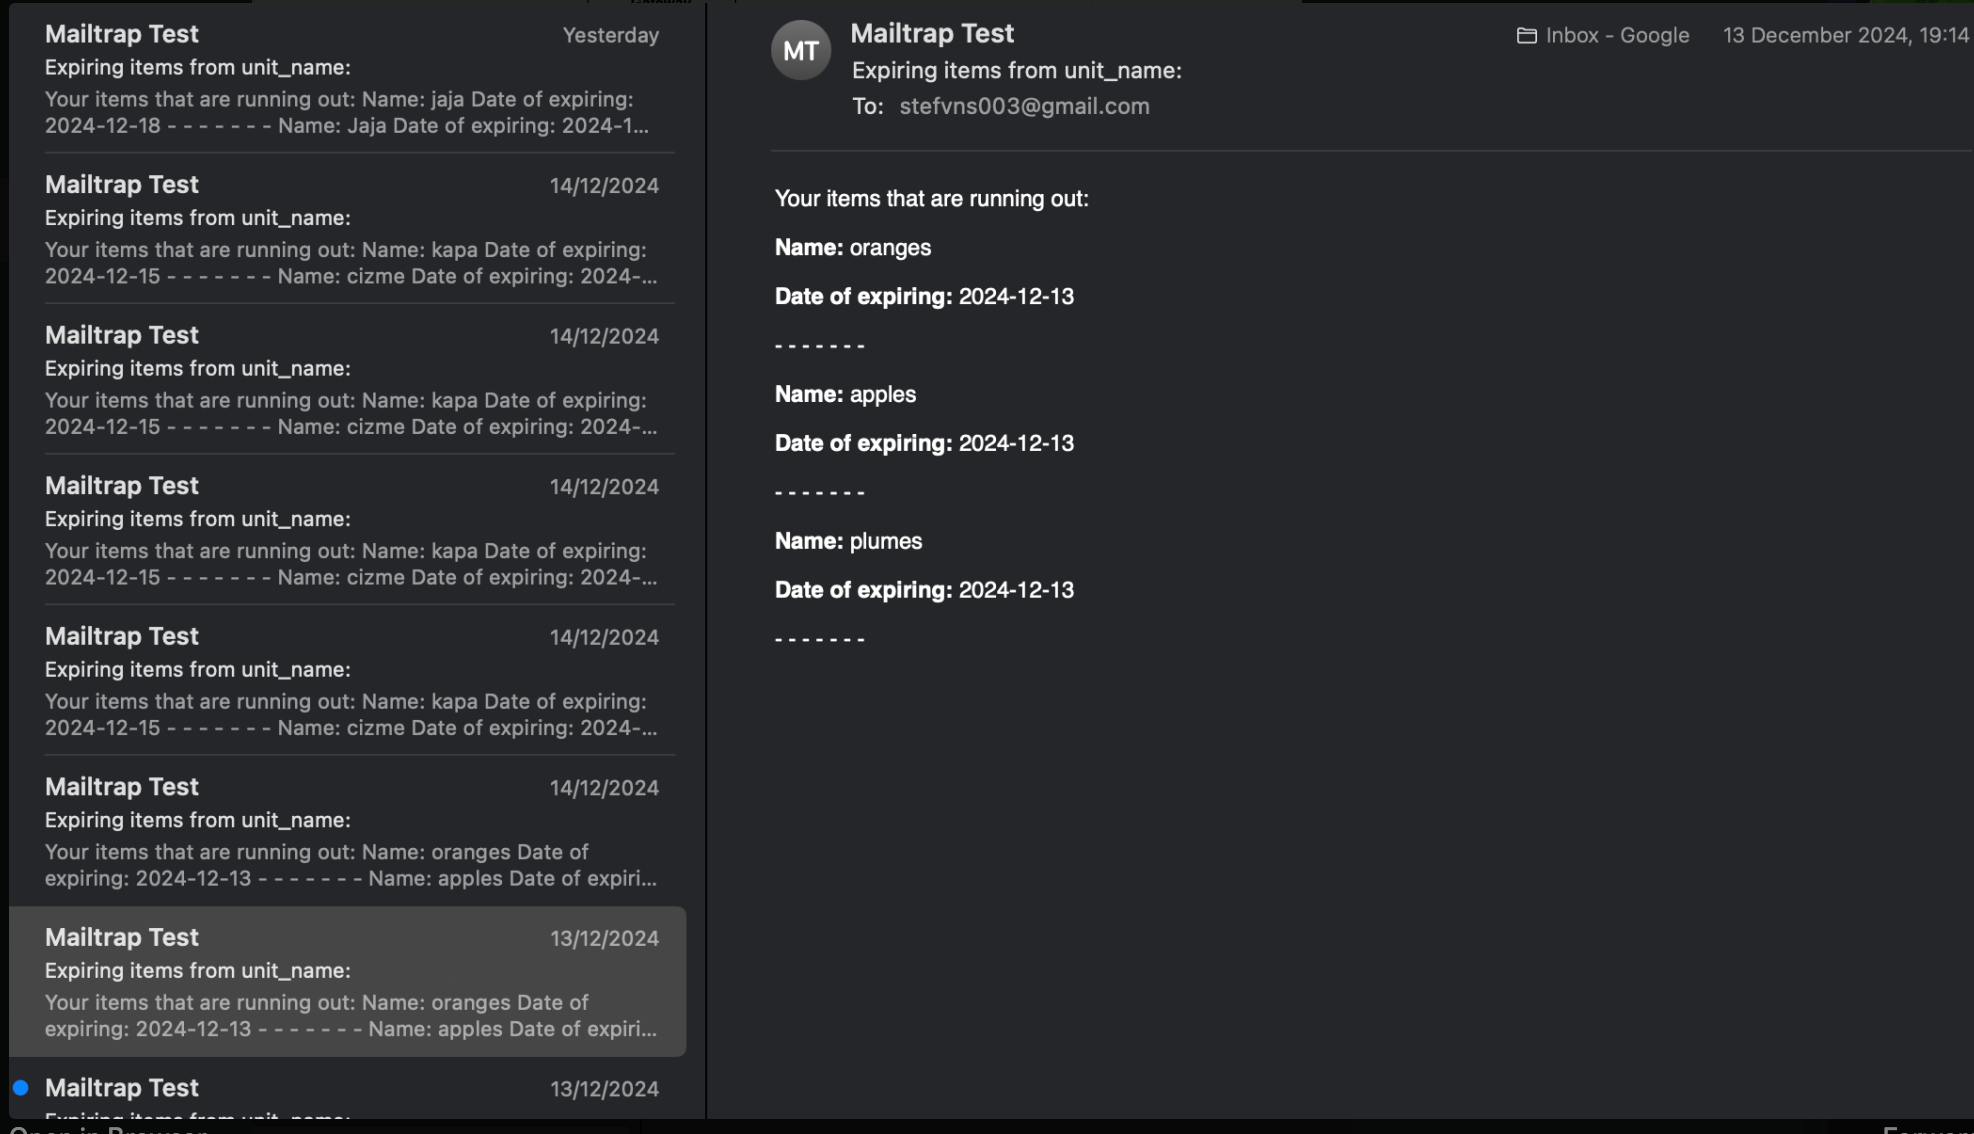 Mailtrap Test Yesterday
Expiring items from unit_name:
Your items that are running out: Name: jaja Date of expiring:
2024-12-18 - - - - - - - Name: Jaja Date of expiring: 2024-1...
Mailtrap Test 14/12/2024
Expiring items from unit_name:
Your items that are running out: Name: kapa Date of expiring:
2024-12-15 - - - - - - - Name: cizme Date of expiring: 2024-...
Mailtrap Test 14/12/2024
Expiring items from unit_name:
Your items that are running out: Name: kapa Date of expiring:
2024-12-15 - - - - - - - Name: cizme Date of expiring: 2024-...
Mailtrap Test 14/12/2024
Expiring items from unit_name:
Your items that are running out: Name: kapa Date of expiring:
2024-12-15 - - - - - - - Name: cizme Date of expiring: 2024-...
Mailtrap Test 14/12/2024
Expiring items from unit_name:
Your items that are running out: Name: kapa Date of expiring:
2024-12-15 - - - - - - - Name: cizme Date of expiring: 2024-...
Mailtrap Test 14/12/2024
Expiring items from unit_name:
Your items that are running out: Name: oranges Date of
expiring: 2024-12-13 - - - - - - - Name: apples Date of expiri...
Mailtrap Test 13/12/2024
Expiring items from unit_name:
Your items that are running out: Name: oranges Date of
expiring: 2024-12-13 - - - - - - - Name: apples Date of expiri...
Mailtrap Test 13/12/2024
Expiring items from unit_name:
Open in Browser
MT
Mailtrap Test Inbox - Google 13 December 2024, 19:14
Expiring items from unit_name:
To: stefvns003@gmail.com
Your items that are running out:
Name: oranges
Date of expiring: 2024-12-13
- - - - - - -
Name: apples
Date of expiring: 2024-12-13
- - - - - - -
Name: plumes
Date of expiring: 2024-12-13
- - - - - - -